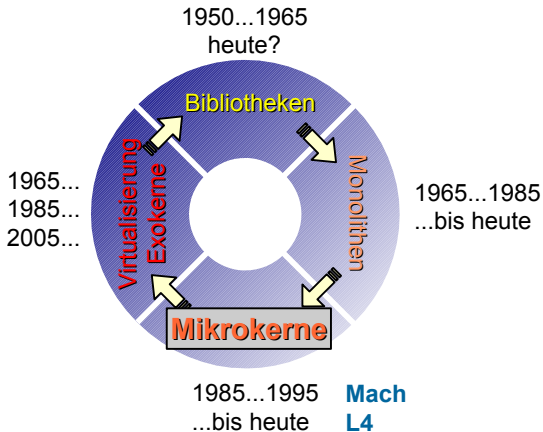 1950...1965
heute?
Bibliotheken
Monolithen
1965...1985
...bis heute
Mikrokerne
1985...1995 Mach
...bis heute L4
Virtualisierung
Exokerne
1965...
1985...
2005...